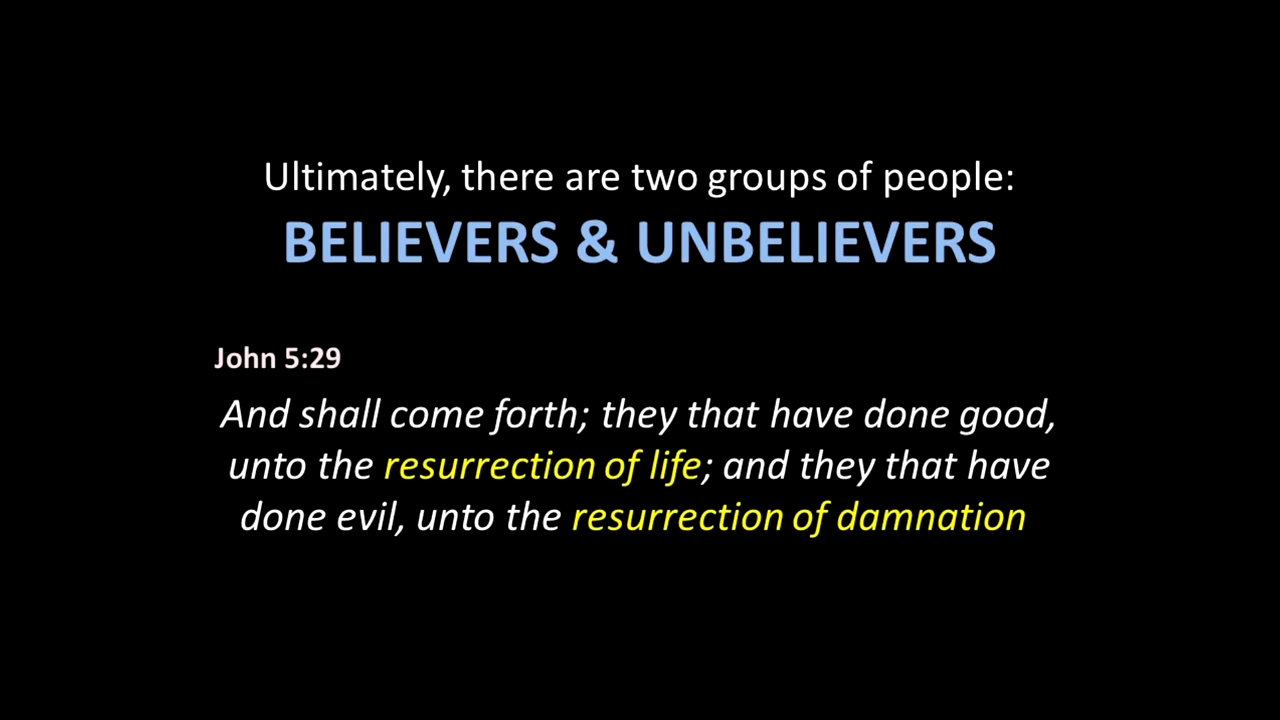 Ultimately, there are two groups of people:
BELIEVERS & UNBELIEVERS
John 5:29
And shall come forth; they that have done good,
unto the resurrection of life; and they that have
done evil, unto the resurrection of damnation